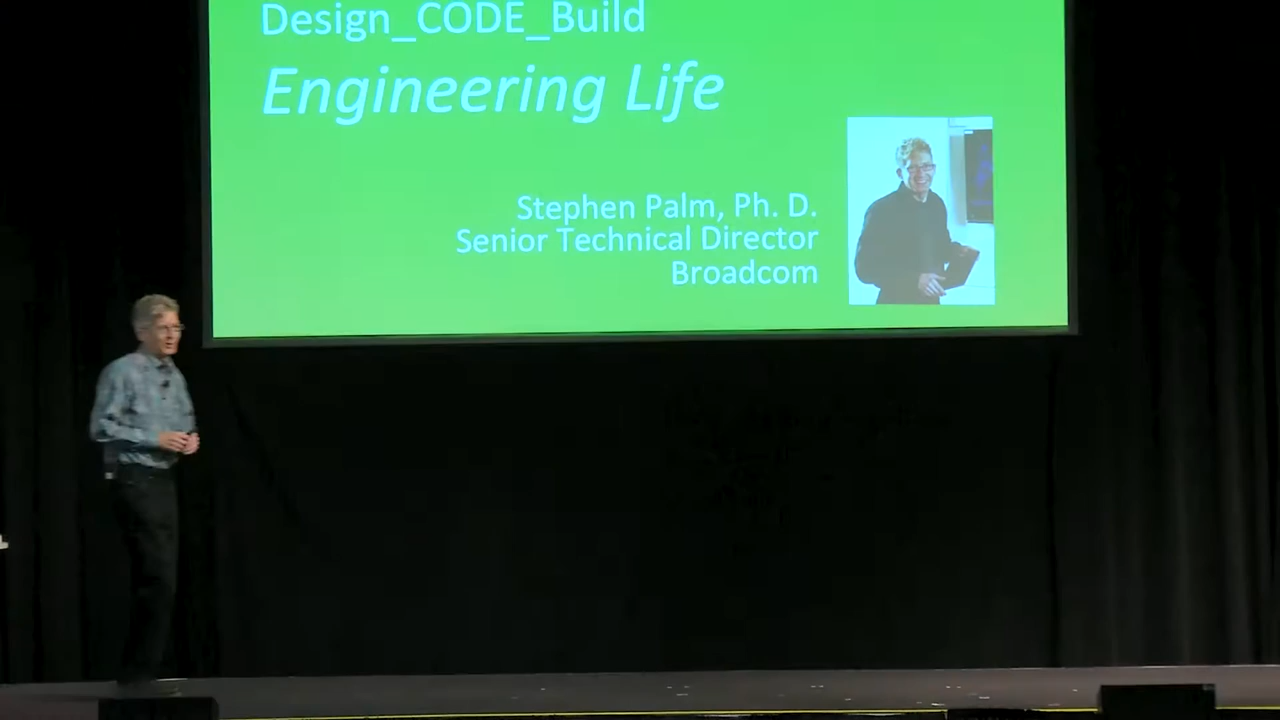 Design_CODE_Build
Engineering Life
Stephen Palm, Ph. D.
Senior Technical Director
Broadcom